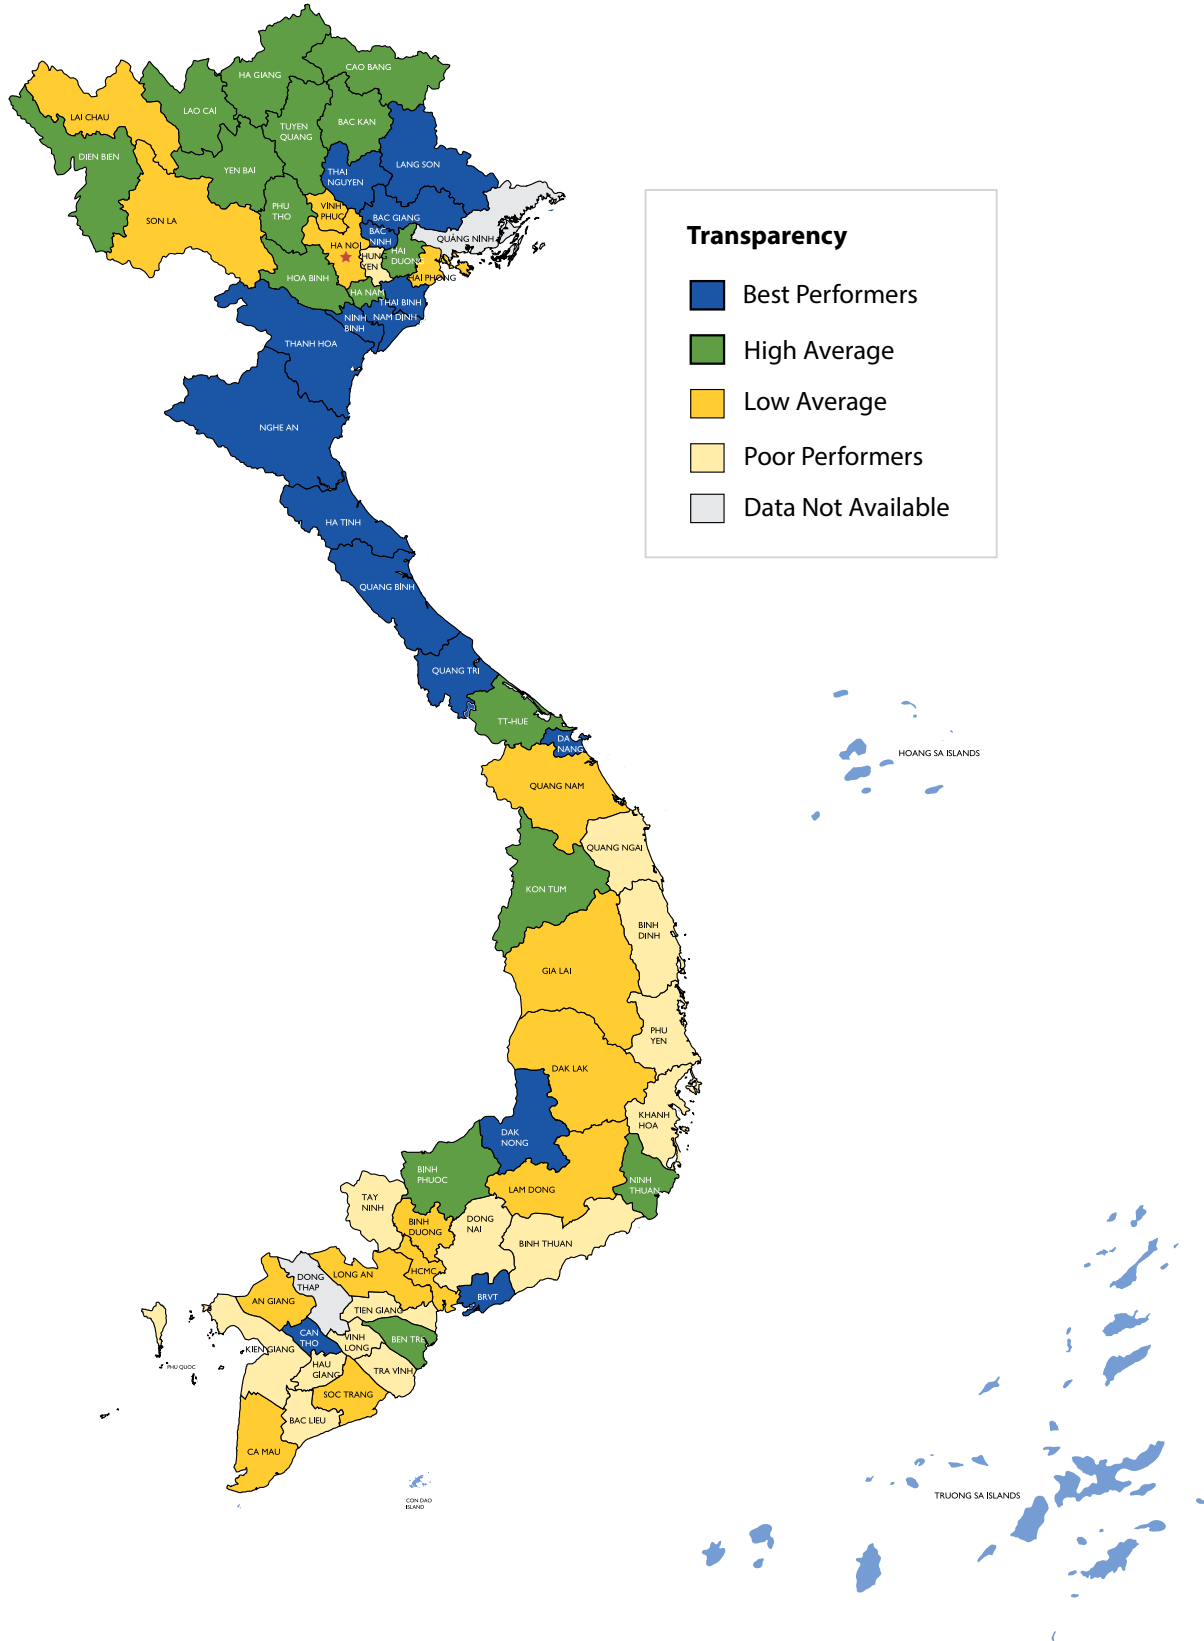 HA GIANG
CAO BANG
LAO CAI
LAI CHAU
TUYEN
QUANG
BAC KAN
DIEN BIEN
YEN BAI
THAI
NGUYEN
LANG SON
PHU
THO
VINH
PHUC
SON LA
BAC GIANG
BAC
NINH
QUANG NINH
HA NOI
HUNG
YEN
HAI
DUONG
HOA BINH
HAI PHONG
HA NAM
THAI BINH
NINH
BINH
NAM DINH
THANH HOA
NGHE AN
HA TINH
QUANG BINH
QUANG TRI
TT-HUE
DA
NANG
QUANG NAM
QUANG NGAI
KON TUM
BINH
DINH
GIA LAI
PHU
YEN
DAK LAK
KHANH
HOA
DAK
NONG
BINH
PHUOC
LAM DONG
NINH
THUAN
TAY
NINH
BINH
DUONG
DONG
NAI
BINH THUAN
HCMC
LONG AN
DONG
THAP
BRVT
AN GIANG
TIEN GIANG
CAN
THO
VINH
LONG
BEN TRE
KIEN GIANG
HAU
GIANG
TRA VINH
PHU QUOC
SOC TRANG
BAC LIEU
CA MAU
CON DAO
ISLAND
Transparency
Best Performers
High Average
Low Average
Poor Performers
Data Not Available
HOANG SA ISLANDS
TRUONG SA ISLANDS